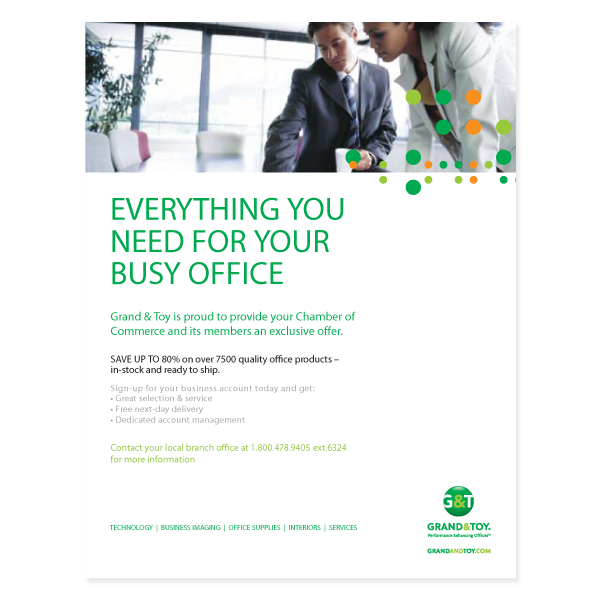 EVERYTHING YOU
NEED FOR YOUR
BUSY OFFICE
Grand & Toy is proud to provide your Chamber of
Commerce and its members an exclusive offer.
SAVE UP TO 80% on over 7500 quality office products –
in-stock and ready to ship.
Sign-up for your business account today and get:
• Great selection & service
• Free next-day delivery
• Dedicated account management
Contact your local branch office at 1.800.478.9405 ext.6324
for more information
TECHNOLOGY | BUSINESS IMAGING | OFFICE SUPPLIES | INTERIORS | SERVICES
G&T
GRAND&TOY.
Performance Enhancing Offices™
GRANDANDTOY.COM